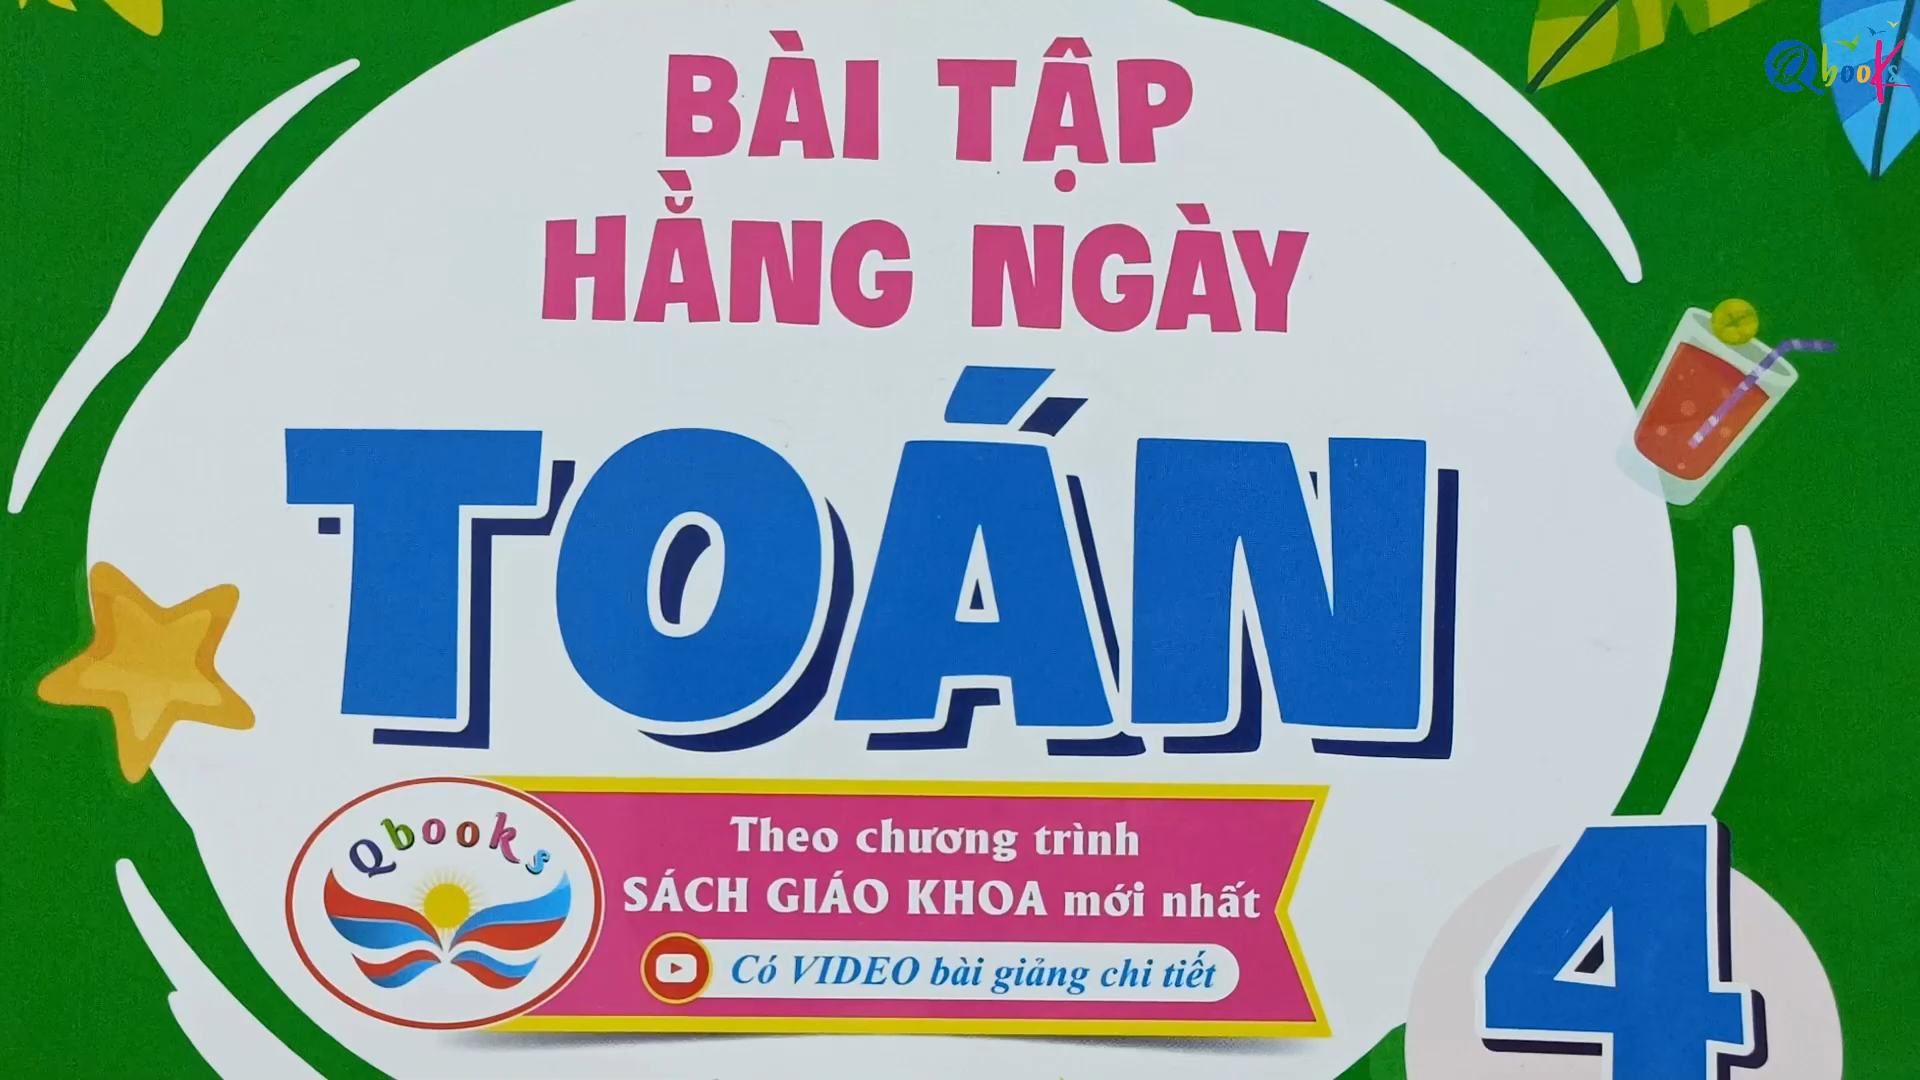 Qbooks
BÀI TẬP
HẰNG NGÀY
TOÁN
Qbooks
Theo chương trình
SÁCH GIÁO KHOA mới nhất
Có VIDEO bài giảng chi tiết
4